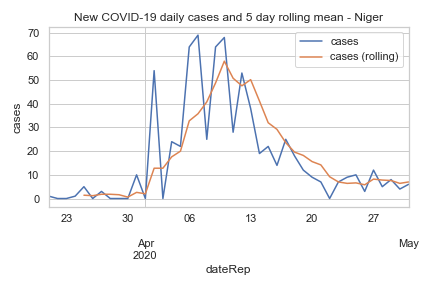 New COVID-19 daily cases and 5 day rolling mean - Niger
cases
cases (rolling)
70
60
50
40
30
20
10
0
cases
23 30 06 13 20 27
Apr May
2020
dateRep